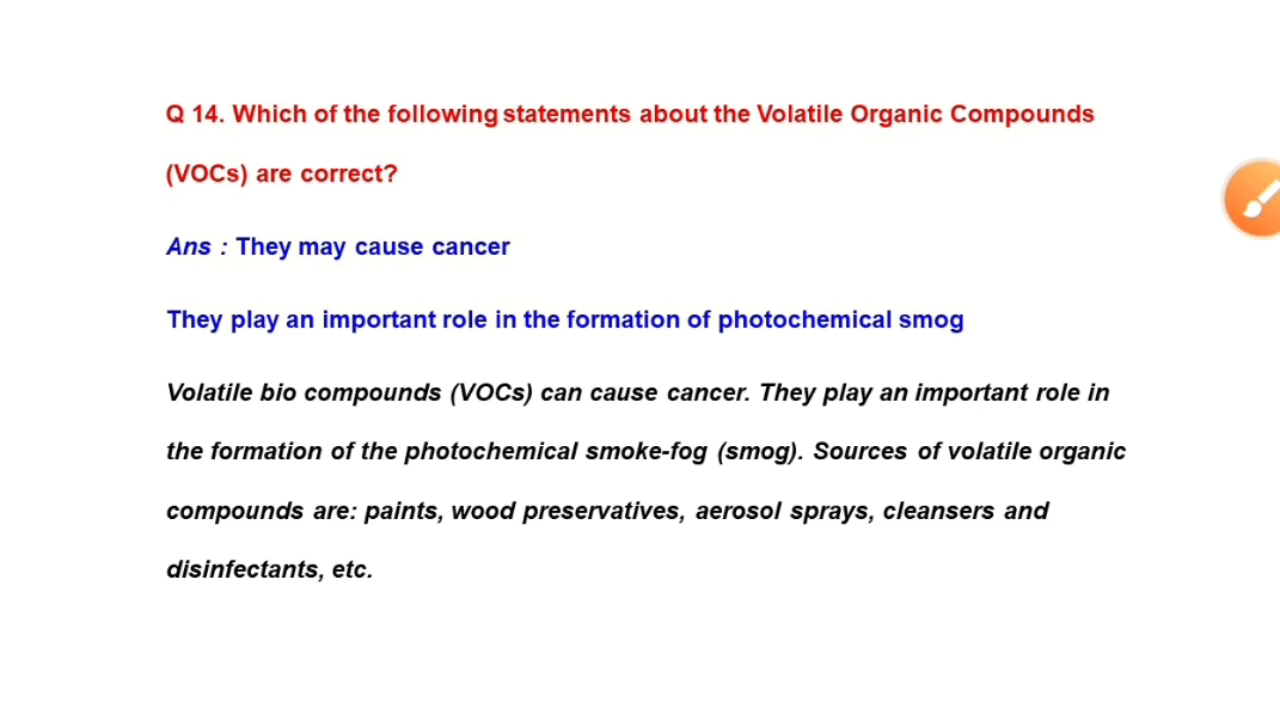 Q 14. Which of the following statements about the Volatile Organic Compounds
(VOCs) are correct?
Ans : They may cause cancer
They play an important role in the formation of photochemical smog
Volatile bio compounds (VOCs) can cause cancer. They play an important role in
the formation of the photochemical smoke-fog (smog). Sources of volatile organic
compounds are: paints, wood preservatives, aerosol sprays, cleansers and
disinfectants, etc.